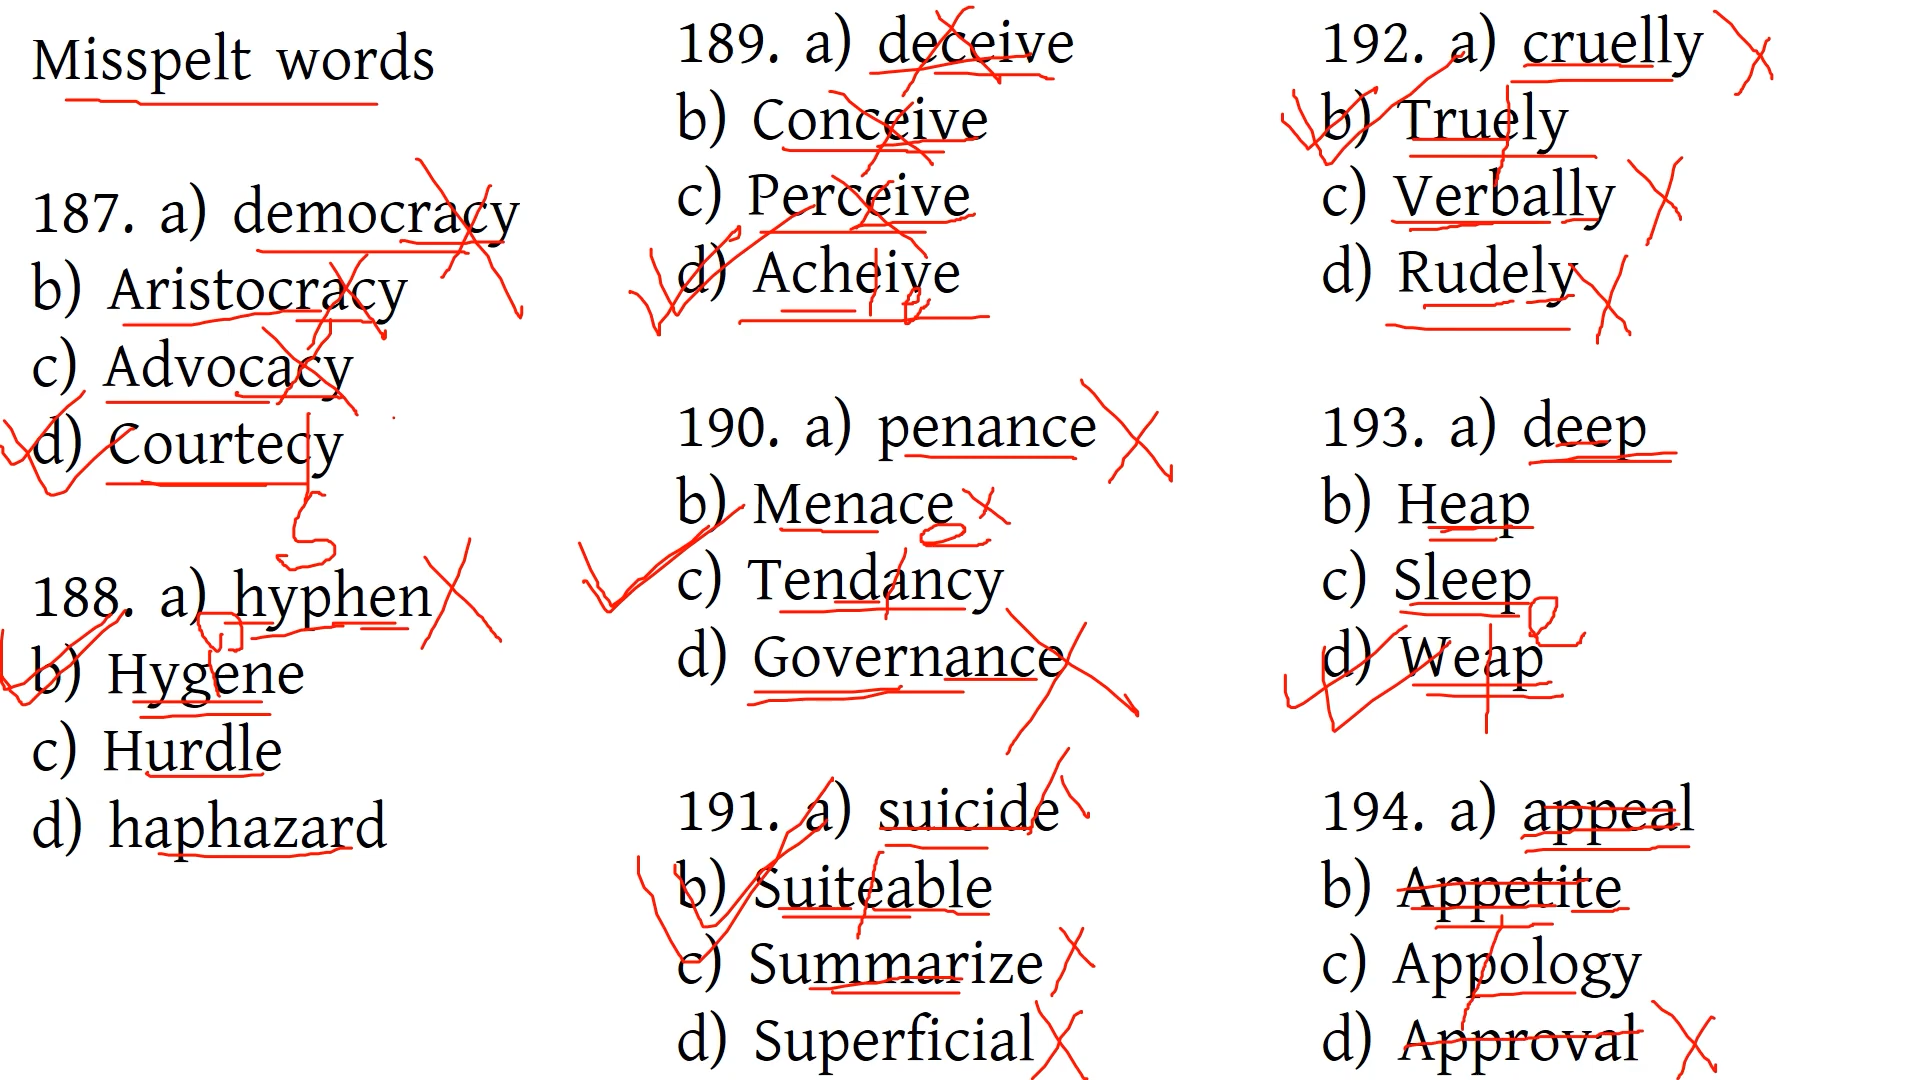 Misspelt words
187. a) democracy
b) Aristocracy
c) Advocacy
d) Courtecy
s
188. a) hyphen
b) Hygene
i
c) Hurdle
d) haphazard
189. a) deceive
b) Conceive
c) Perceive
d) Acheive
190. a) penance
b) Menace
e
c) Tendancy
d) Governance
191. a) suicide
b) Suiteable
c) Summarize
d) Superficial
192. a) cruelly
b) Truely
c) Verbally
d) Rudely
193. a) deep
b) Heap
c) Sleep
e
d) Weap
194. a) appeal
b) Appetite
c) Appology
d) Approval